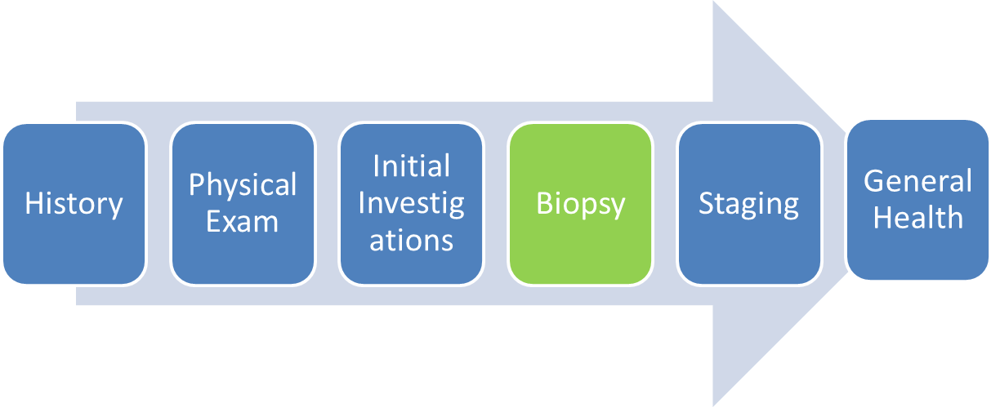 History
Physical
Exam
Initial
Investig
ations
Biopsy
Staging
General
Health